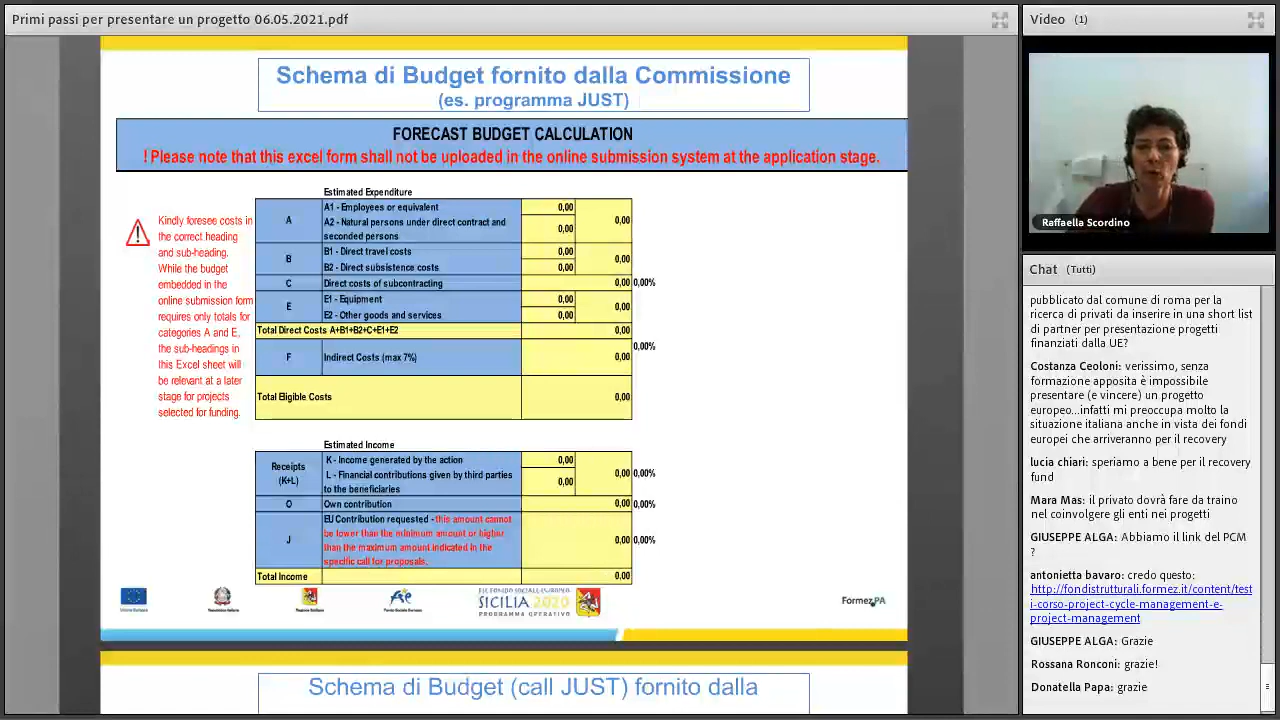 Primi passi per presentare un progetto 06.05.2021.pdf
Schema di Budget fornito dalla Commissione
(es. programma JUST)
FORECAST BUDGET CALCULATION
! Please note that this excel form shall not be uploaded in the online submission system at the application stage.
Kindly foresee costs in
the correct heading
and sub-heading.
While the budget
embedded in the
online submission form
requires only totals for
categories A and E,
the sub-headings in
this Excel sheet will
be relevant at a later
stage for projects
selected for funding.
Estimated Expenditure
A
A1 - Employees or equivalent
0,00
A2 - Natural persons under direct contract and
seconded persons
0,00
0,00
B
B1 - Direct travel costs
0,00
B2 - Direct subsistence costs
0,00
0,00
C
Direct costs of subcontracting
0,00
0,00%
E
E1 - Equipment
0,00
E2 - Other goods and services
0,00
0,00
Total Direct Costs A+B1+B2+C+E1+E2
0,00
F
Indirect Costs (max 7%)
0,00
0,00%
Total Eligible Costs
0,00
Estimated Income
Receipts
(K+L)
K - Income generated by the action
0,00
L - Financial contributions given by third parties
to the beneficiaries
0,00
0,00
0,00%
O
Own contribution
0,00
0,00%
J
EU Contribution requested - this amount cannot
be lower than the minimum amount or higher
than the maximum amount indicated in the
specific call for proposals.
0,00
0,00%
Total Income
0,00
Unione Europea
Repubblica Italiana
Regione Siciliana
Fondo Sociale Europeo
SICILIA 2020
PROGRAMMA OPERATIVO
FormezPA
Schema di Budget (call JUST) fornito dalla
Video (1)
Raffaella Scordino
Chat (Tutti)
pubblicato dal comune di roma per la
ricerca di privati da inserire in una short list
di partner per presentazione progetti
finanziati dalla UE?
Costanza Ceoloni: verissimo, senza
formazione apposita è impossibile
presentare (e vincere) un progetto
europeo...infatti mi preoccupa molto la
situazione italiana anche in vista dei fondi
europei che arriveranno per il recovery
lucia chiari: speriamo a bene per il recovery
fund
Mara Mas: il privato dovrà fare da traino
nel coinvolgere gli enti nei progetti
GIUSEPPE ALGA: Abbiamo il link del PCM
?
antonietta bavaro: credo questo:
http://fondistrutturali.formez.it/content/test
i-corso-project-cycle-management-e-
project-management
GIUSEPPE ALGA: Grazie
Rossana Ronconi: grazie!
Donatella Papa: grazie